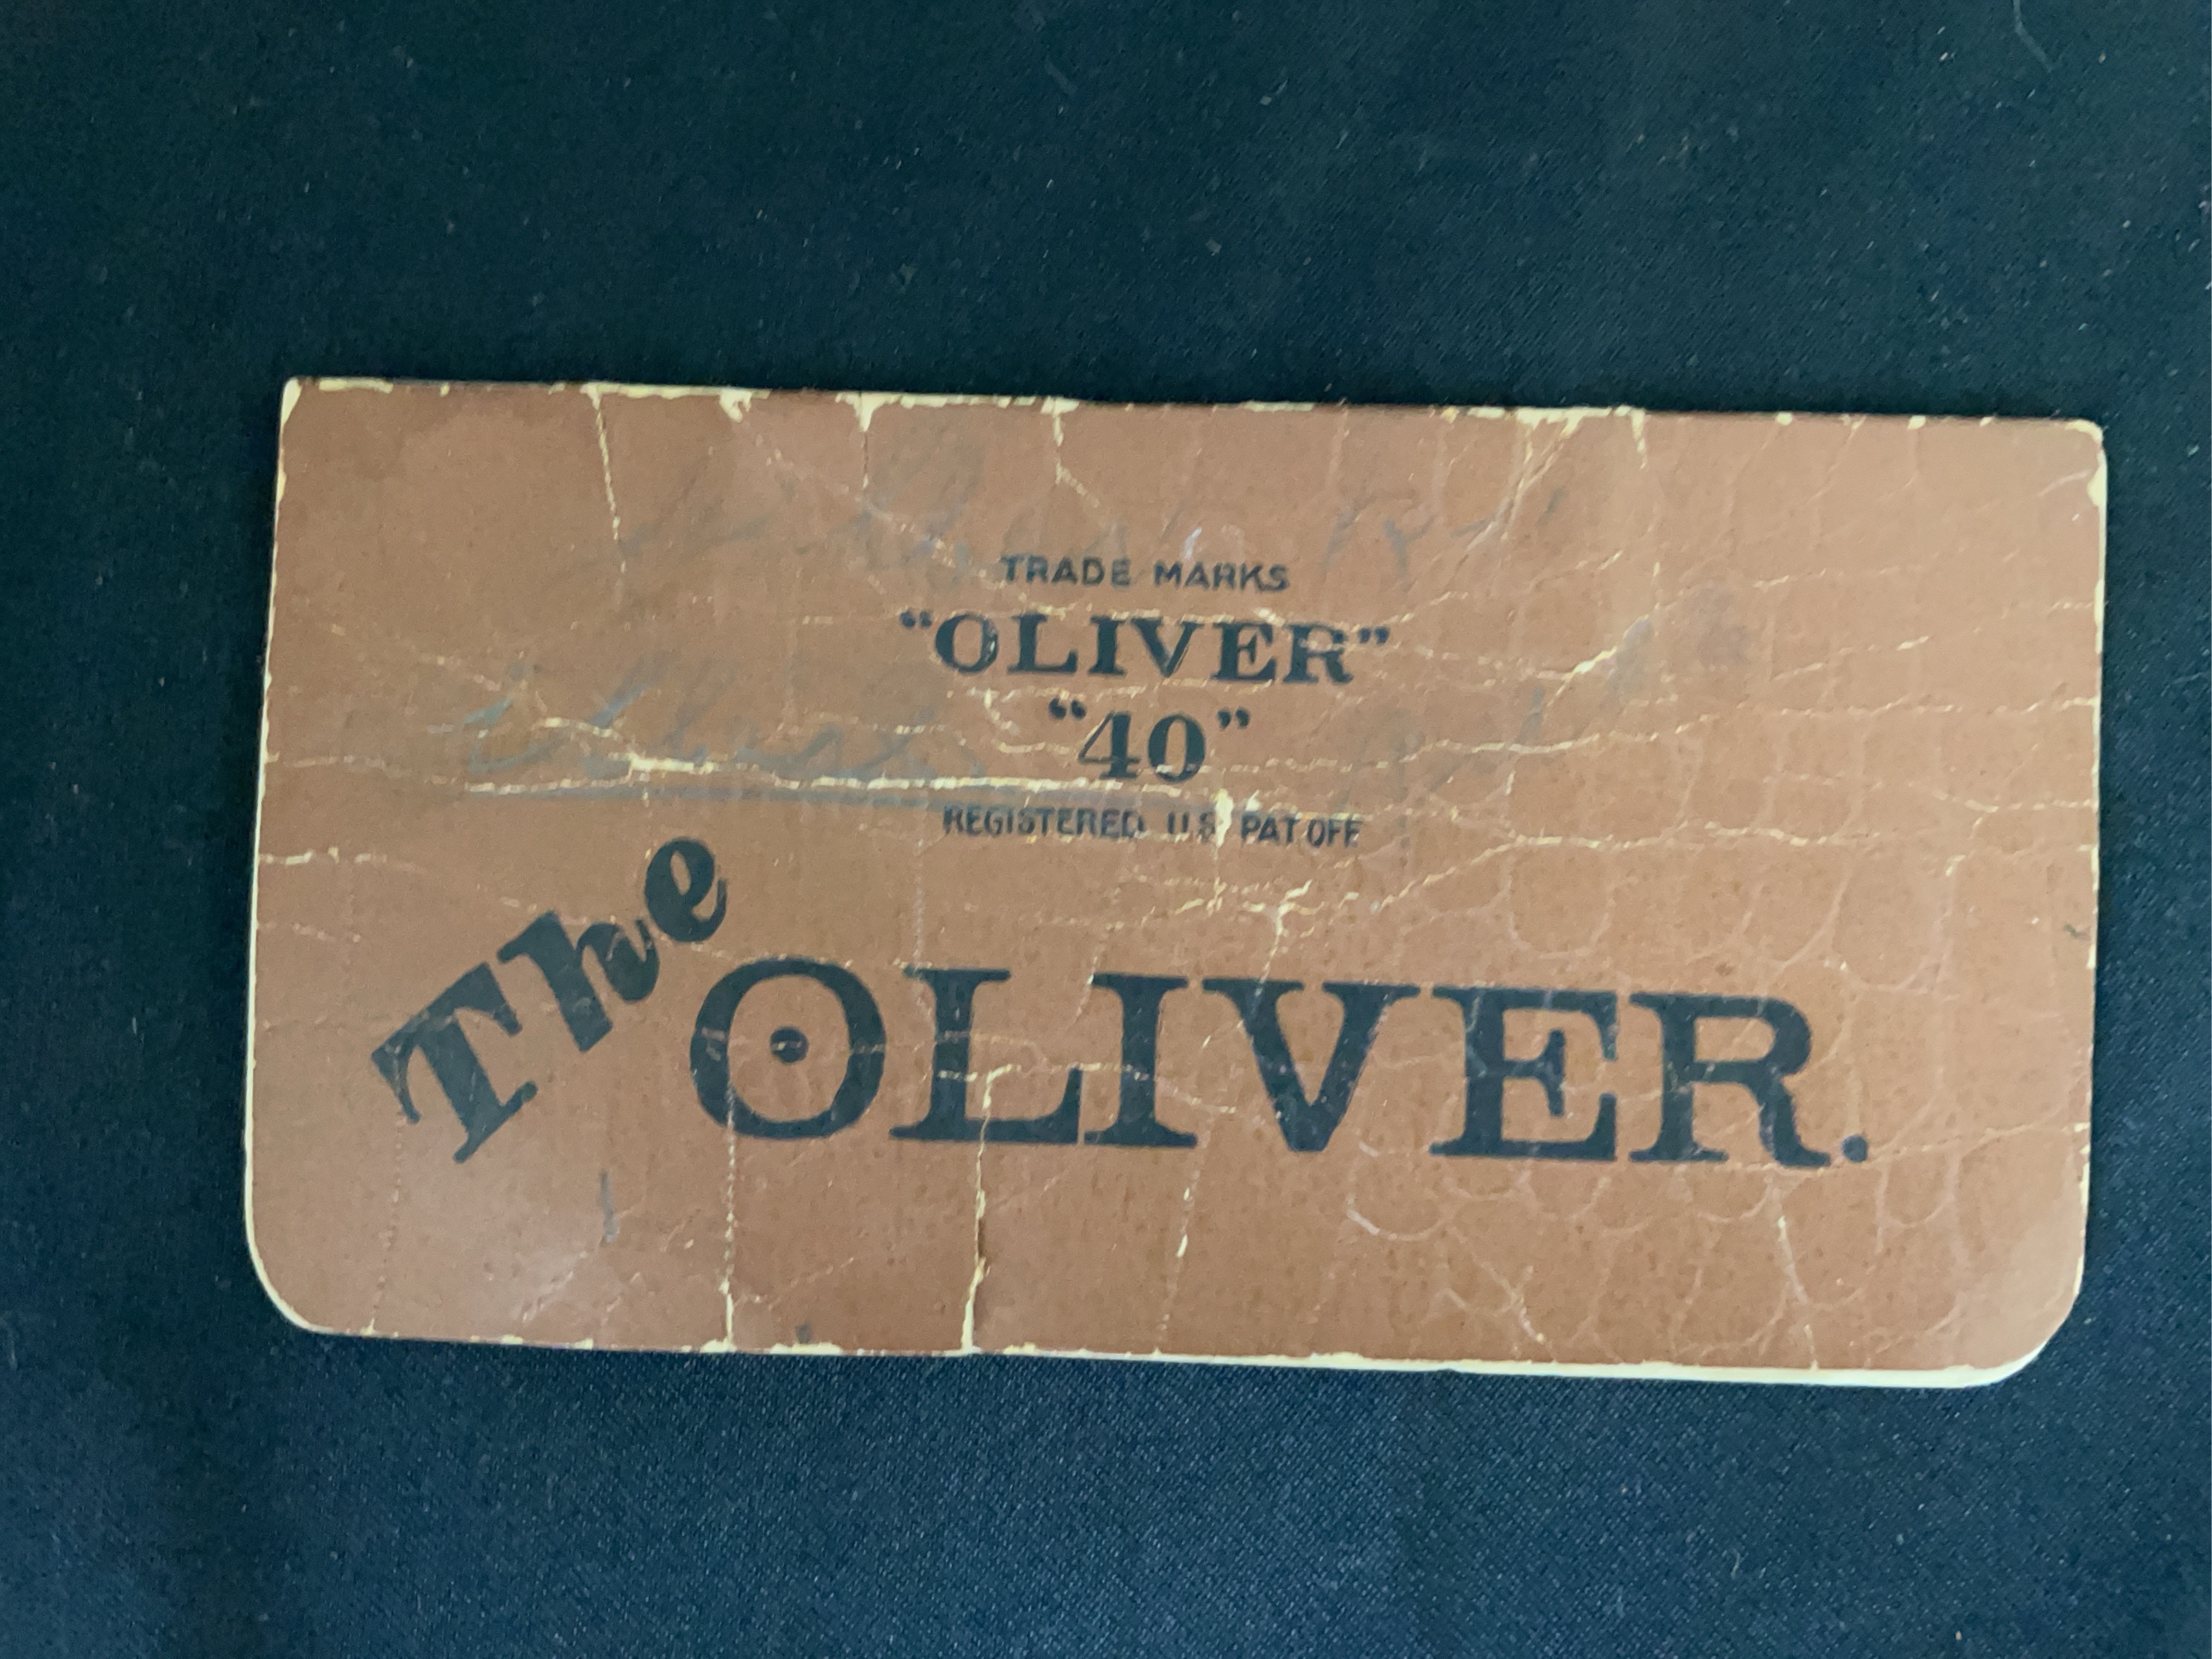 TRADE MARKS
"OLIVER"
"40"
REGISTERED U.S. PAT OFF
The OLIVER.